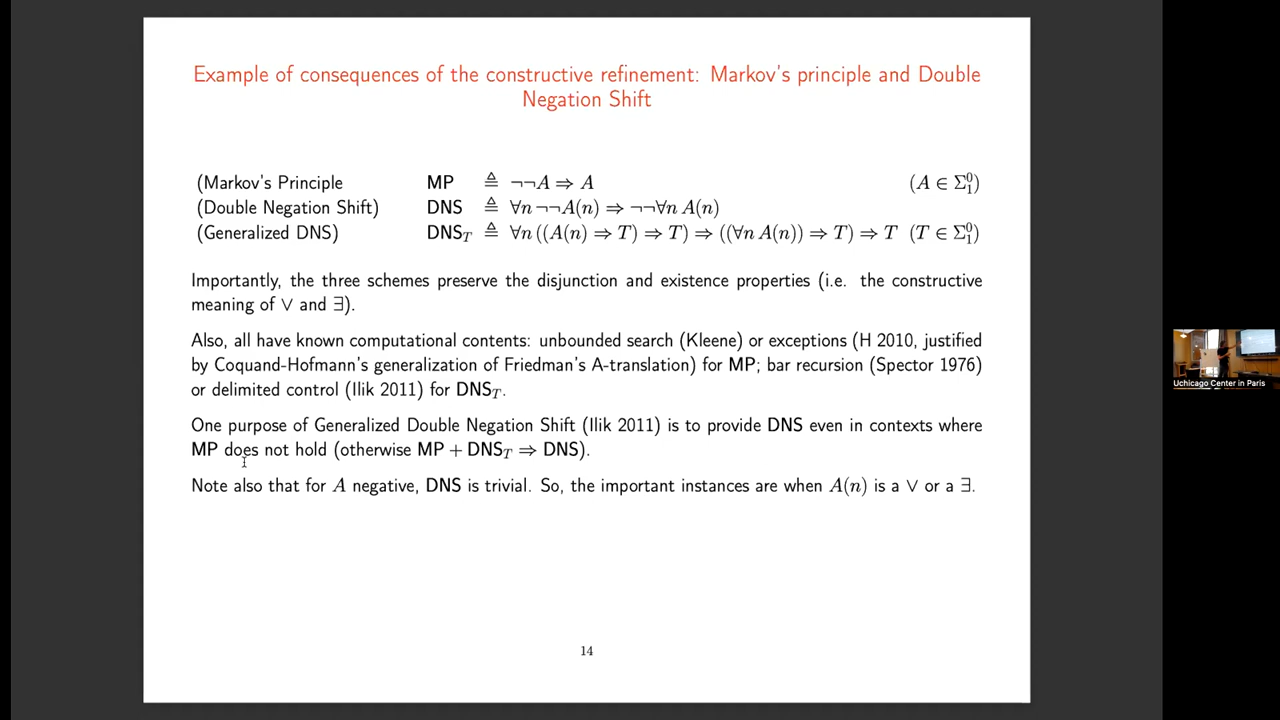 Example of consequences of the constructive refinement: Markov's principle and Double
Negation Shift
(Markov's Principle MP ≜ ¬¬A ⇒ A (A ∈ Σ⁰₁)
(Double Negation Shift) DNS ≜ ∀n ¬¬A(n) ⇒ ¬¬∀n A(n)
(Generalized DNS) DNS_T ≜ ∀n ((A(n) ⇒ T) ⇒ T) ⇒ ((∀n A(n)) ⇒ T) ⇒ T (T ∈ Σ⁰₁)
Importantly, the three schemes preserve the disjunction and existence properties (i.e. the constructive
meaning of ∨ and ∃).
Also, all have known computational contents: unbounded search (Kleene) or exceptions (H 2010, justified
by Coquand-Hofmann's generalization of Friedman's A-translation) for MP; bar recursion (Spector 1976)
or delimited control (Ilik 2011) for DNS_T.
One purpose of Generalized Double Negation Shift (Ilik 2011) is to provide DNS even in contexts where
MP does not hold (otherwise MP + DNS_T ⇒ DNS).
Note also that for A negative, DNS is trivial. So, the important instances are when A(n) is a ∨ or a ∃.
14
Uchicago Center in Paris